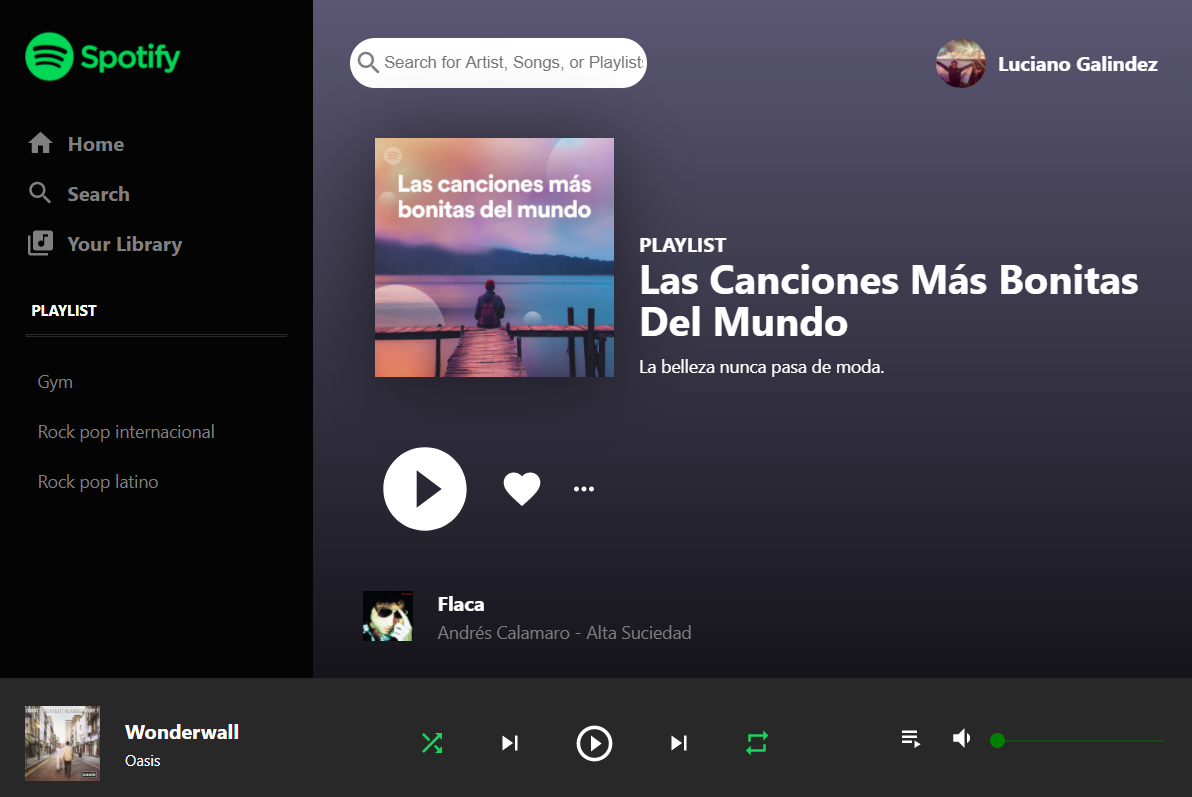 Spotify
Home
Search
Your Library
PLAYLIST
Gym
Rock pop internacional
Rock pop latino
Search for Artist, Songs, or Playlist
Luciano Galindez
Las canciones más
bonitas del mundo
PLAYLIST
Las Canciones Más Bonitas
Del Mundo
La belleza nunca pasa de moda.
Flaca
Andrés Calamaro - Alta Suciedad
Wonderwall
Oasis